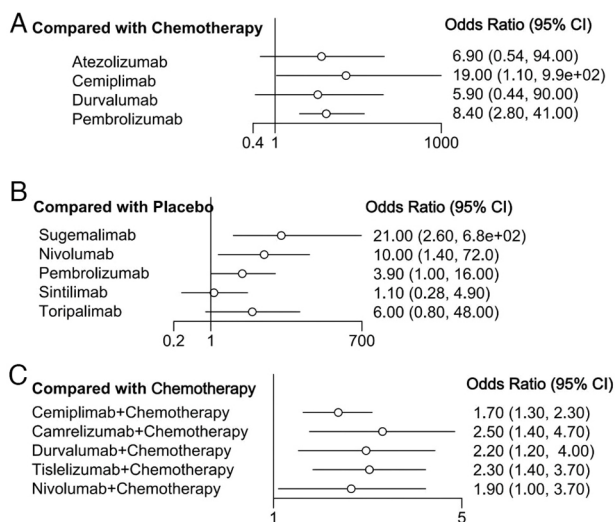 A Compared with Chemotherapy Odds Ratio (95% CI)
Atezolizumab 6.90 (0.54, 94.00)
Cemiplimab 19.00 (1.10, 9.9e+02)
Durvalumab 5.90 (0.44, 90.00)
Pembrolizumab 8.40 (2.80, 41.00)
0.4 1 1000
B Compared with Placebo Odds Ratio (95% CI)
Sugemalimab 21.00 (2.60, 6.8e+02)
Nivolumab 10.00 (1.40, 72.0)
Pembrolizumab 3.90 (1.00, 16.00)
Sintilimab 1.10 (0.28, 4.90)
Toripalimab 6.00 (0.80, 48.00)
0.2 1 700
C Compared with Chemotherapy Odds Ratio (95% CI)
Cemiplimab+Chemotherapy 1.70 (1.30, 2.30)
Camrelizumab+Chemotherapy 2.50 (1.40, 4.70)
Durvalumab+Chemotherapy 2.20 (1.20, 4.00)
Tislelizumab+Chemotherapy 2.30 (1.40, 3.70)
Nivolumab+Chemotherapy 1.90 (1.00, 3.70)
1 5